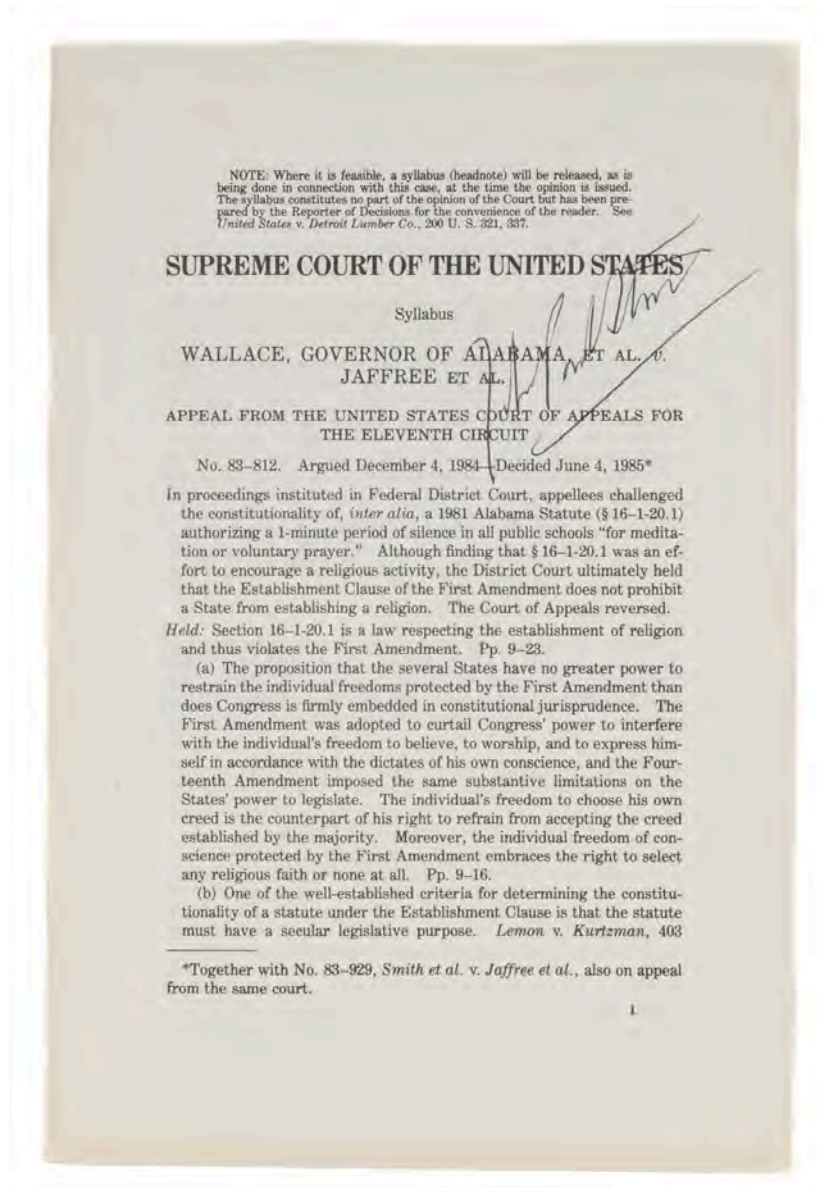 NOTE: Where it is feasible, a syllabus (headnote) will be released, as is
being done in connection with this case, at the time the opinion is issued.
The syllabus constitutes no part of the opinion of the Court but has been pre-
pared by the Reporter of Decisions for the convenience of the reader. See
United States v. Detroit Lumber Co., 200 U. S. 321, 337.
SUPREME COURT OF THE UNITED STATES
Syllabus
WALLACE, GOVERNOR OF ALABAMA, ET AL. v.
JAFFREE ET AL.
APPEAL FROM THE UNITED STATES COURT OF APPEALS FOR
THE ELEVENTH CIRCUIT
No. 83–812. Argued December 4, 1984—Decided June 4, 1985*
In proceedings instituted in Federal District Court, appellees challenged
the constitutionality of, inter alia, a 1981 Alabama Statute (§ 16–1-20.1)
authorizing a 1-minute period of silence in all public schools “for medita-
tion or voluntary prayer.” Although finding that § 16–1-20.1 was an ef-
fort to encourage a religious activity, the District Court ultimately held
that the Establishment Clause of the First Amendment does not prohibit
a State from establishing a religion. The Court of Appeals reversed.
Held: Section 16–1-20.1 is a law respecting the establishment of religion
and thus violates the First Amendment. Pp. 9–23.
(a) The proposition that the several States have no greater power to
restrain the individual freedoms protected by the First Amendment than
does Congress is firmly embedded in constitutional jurisprudence. The
First Amendment was adopted to curtail Congress’ power to interfere
with the individual’s freedom to believe, to worship, and to express him-
self in accordance with the dictates of his own conscience, and the Four-
teenth Amendment imposed the same substantive limitations on the
States’ power to legislate. The individual’s freedom to choose his own
creed is the counterpart of his right to refrain from accepting the creed
established by the majority. Moreover, the individual freedom of con-
science protected by the First Amendment embraces the right to select
any religious faith or none at all. Pp. 9–16.
(b) One of the well-established criteria for determining the constitu-
tionality of a statute under the Establishment Clause is that the statute
must have a secular legislative purpose. Lemon v. Kurtzman, 403
*Together with No. 83–929, Smith et al. v. Jaffree et al., also on appeal
from the same court.
1